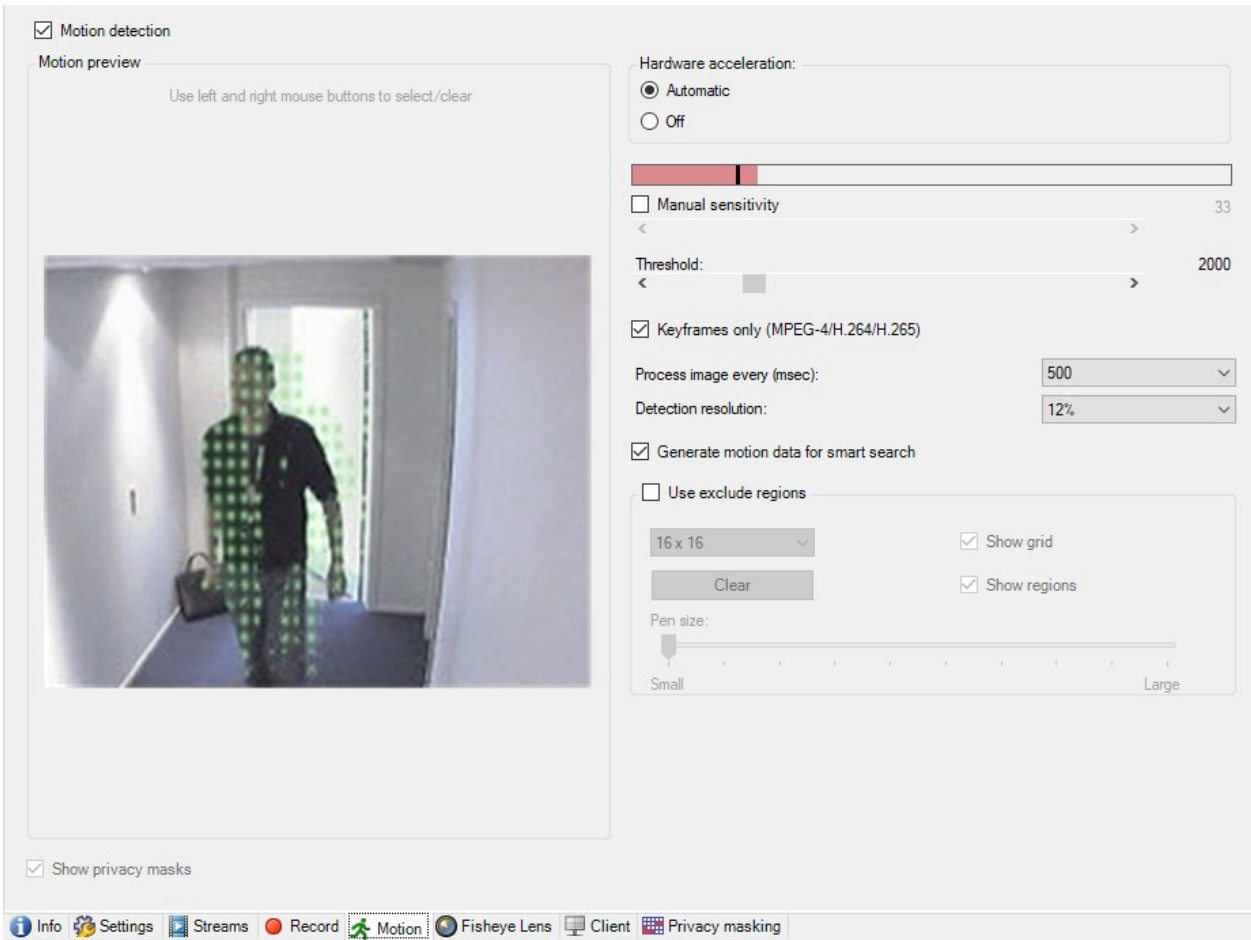 Motion detection
Motion preview
Use left and right mouse buttons to select/clear
Hardware acceleration:
Automatic
Off
Manual sensitivity 33
Threshold: 2000
Keyframes only (MPEG-4/H.264/H.265)
Process image every (msec): 500
Detection resolution: 12%
Generate motion data for smart search
Use exclude regions
16 x 16 Show grid
Clear Show regions
Pen size:
Small Large
Show privacy masks
Info Settings Streams Record Motion Fisheye Lens Client Privacy masking